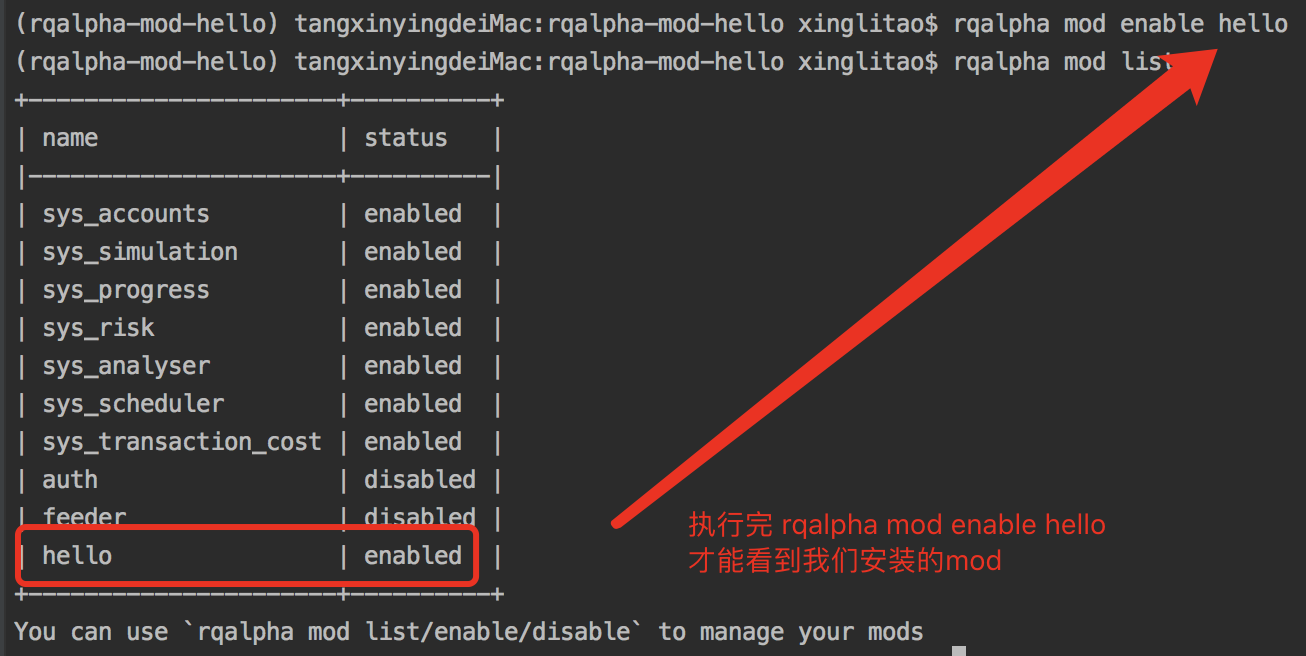 (rqalpha-mod-hello) tangxinyingdeiMac:rqalpha-mod-hello xinglitao$ rqalpha mod enable hello
(rqalpha-mod-hello) tangxinyingdeiMac:rqalpha-mod-hello xinglitao$ rqalpha mod list
+----------------------+----------+
| name                 | status   |
|----------------------+----------|
| sys_accounts         | enabled  |
| sys_simulation       | enabled  |
| sys_progress         | enabled  |
| sys_risk             | enabled  |
| sys_analyser         | enabled  |
| sys_scheduler        | enabled  |
| sys_transaction_cost | enabled  |
| auth                 | disabled |
| feeder               | disabled |
| hello                | enabled  |
+----------------------+----------+
执行完 rqalpha mod enable hello
才能看到我们安装的mod
You can use `rqalpha mod list/enable/disable` to manage your mods